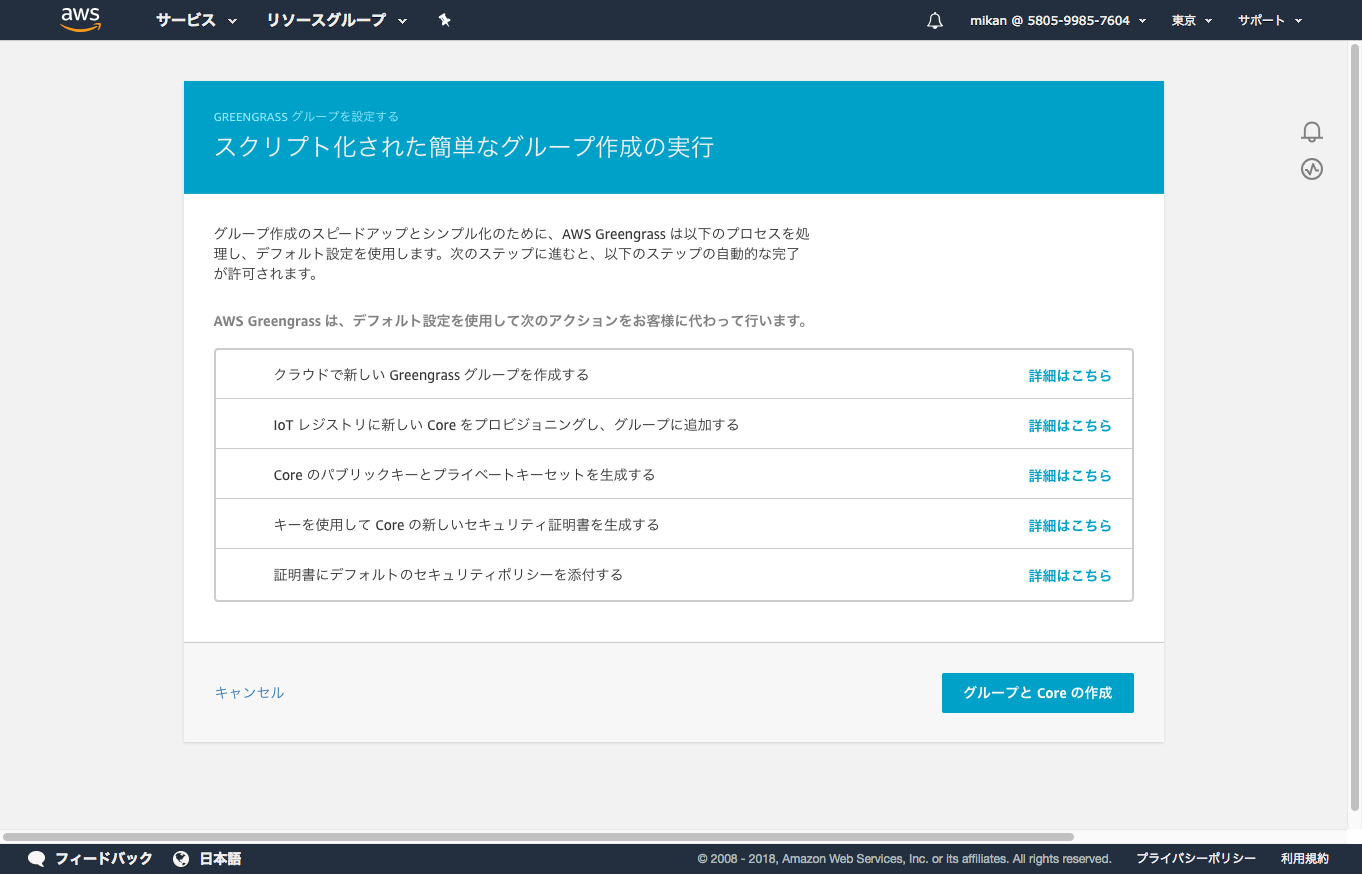 aws サービス リソースグループ mikan @ 5805-9985-7604 東京 サポート
GREENGRASS グループを設定する
スクリプト化された簡単なグループ作成の実行
グループ作成のスピードアップとシンプル化のために、AWS Greengrass は以下のプロセスを処
理し、デフォルト設定を使用します。次のステップに進むと、以下のステップの自動的な完了
が許可されます。
AWS Greengrass は、デフォルト設定を使用して次のアクションをお客様に代わって行います。
クラウドで新しい Greengrass グループを作成する 詳細はこちら
IoT レジストリに新しい Core をプロビジョニングし、グループに追加する 詳細はこちら
Core のパブリックキーとプライベートキーセットを生成する 詳細はこちら
キーを使用して Core の新しいセキュリティ証明書を生成する 詳細はこちら
証明書にデフォルトのセキュリティポリシーを添付する 詳細はこちら
キャンセル グループと Core の作成
フィードバック 日本語 © 2008 - 2018, Amazon Web Services, Inc. or its affiliates. All rights reserved. プライバシーポリシー 利用規約